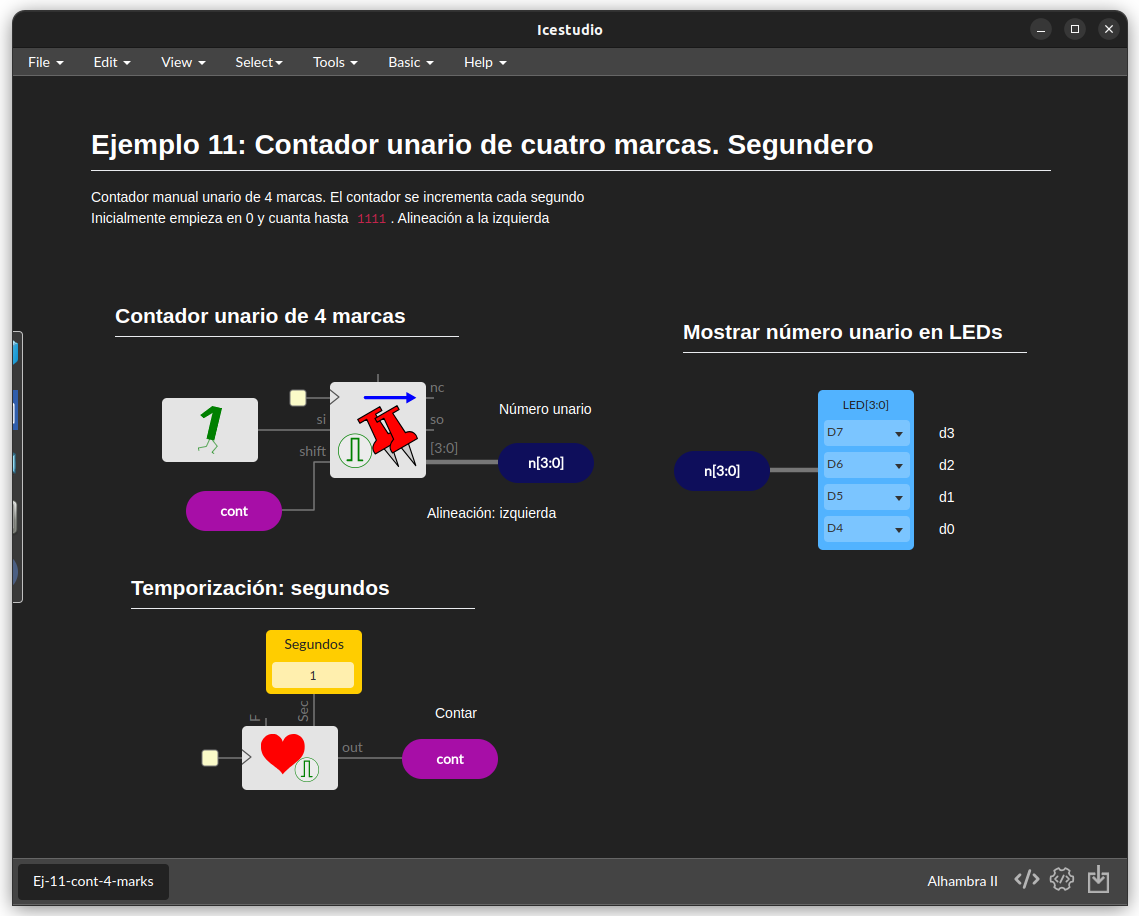 Icestudio
File Edit View Select Tools Basic Help
Ejemplo 11: Contador unario de cuatro marcas. Segundero
Contador manual unario de 4 marcas. El contador se incrementa cada segundo
Inicialmente empieza en 0 y cuanta hasta 1111 . Alineación a la izquierda
Contador unario de 4 marcas
Mostrar número unario en LEDs
1
si
shift
nc
so
[3:0]
Número unario
n[3:0]
cont
Alineación: izquierda
n[3:0]
LED[3:0]
D7 d3
D6 d2
D5 d1
D4 d0
Temporización: segundos
Segundos
1
F
Sec
out
Contar
cont
Ej-11-cont-4-marks
Alhambra II